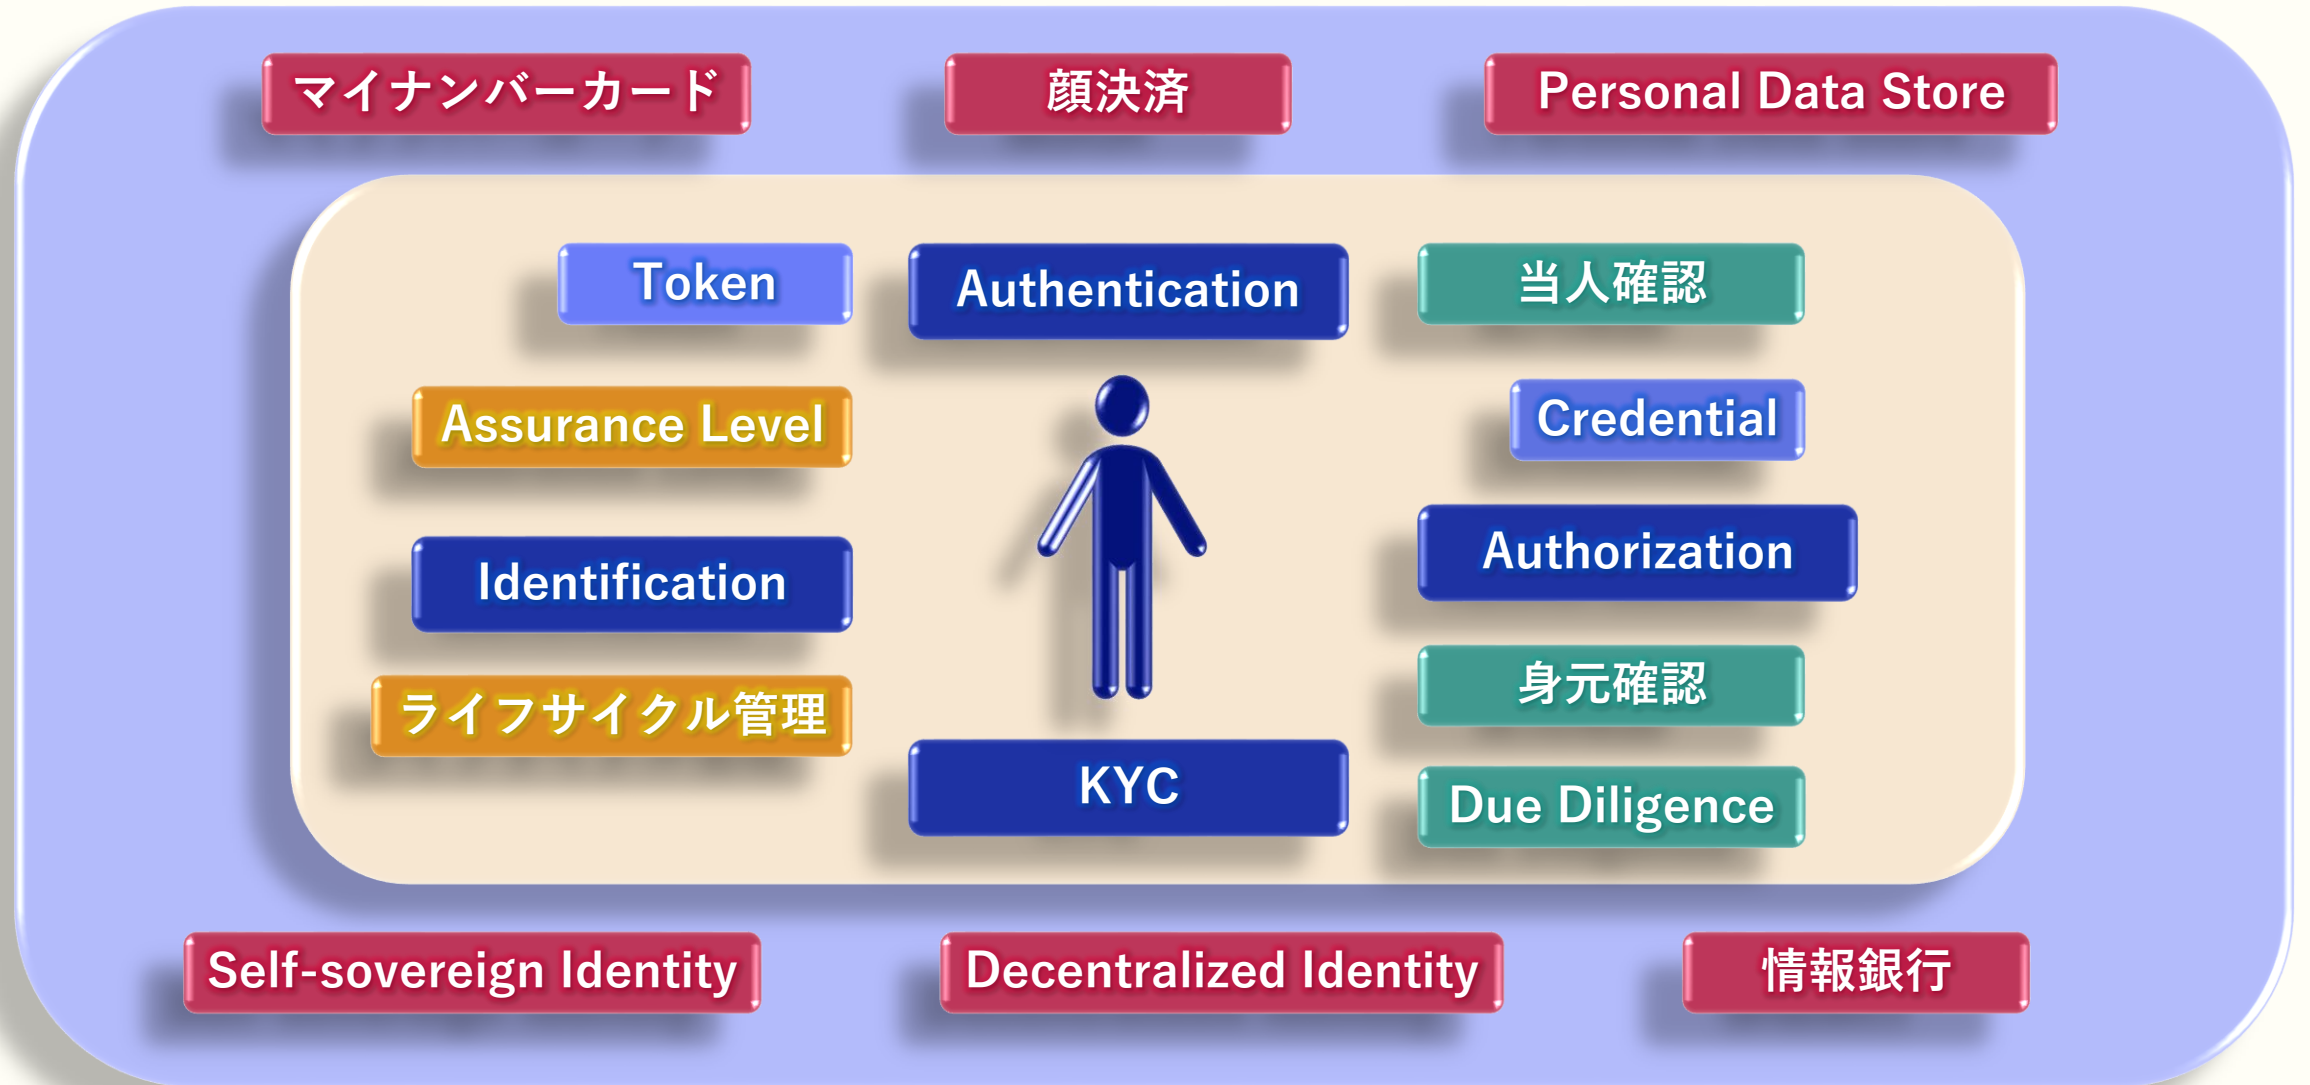 マイナンバーカード
顔決済
Personal Data Store
Token
Authentication
当人確認
Assurance Level
Credential
Identification
Authorization
ライフサイクル管理
身元確認
KYC
Due Diligence
Self-sovereign Identity
Decentralized Identity
情報銀行